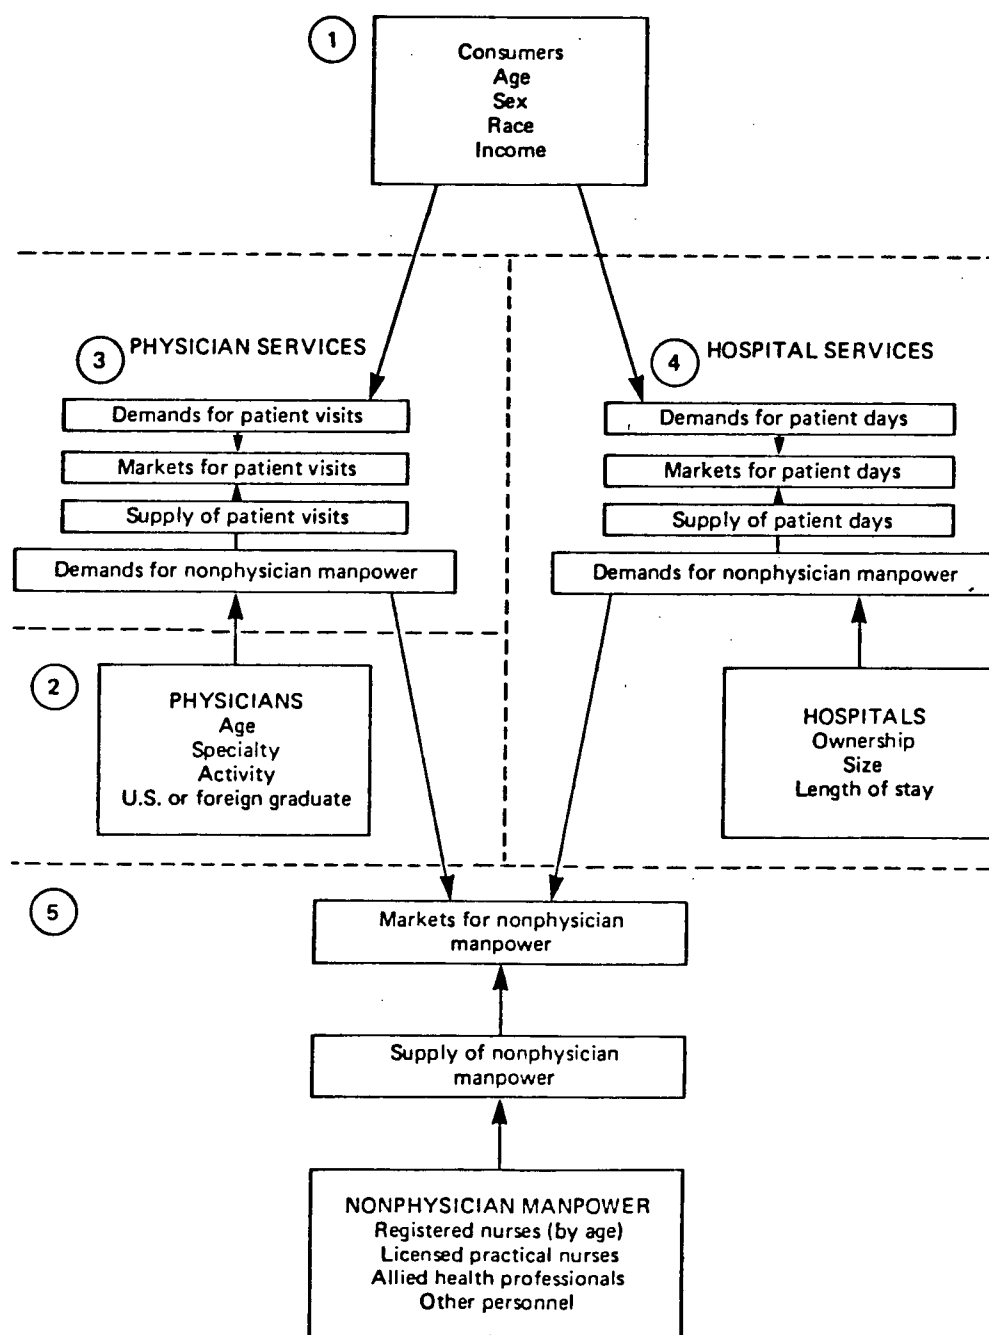 1
Consumers
Age
Sex
Race
Income
3
PHYSICIAN SERVICES
Demands for patient visits
Markets for patient visits
Supply of patient visits
Demands for nonphysician manpower
4
HOSPITAL SERVICES
Demands for patient days
Markets for patient days
Supply of patient days
Demands for nonphysician manpower
2
PHYSICIANS
Age
Specialty
Activity
U.S. or foreign graduate
HOSPITALS
Ownership
Size
Length of stay
5
Markets for nonphysician
manpower
Supply of nonphysician
manpower
NONPHYSICIAN MANPOWER
Registered nurses (by age)
Licensed practical nurses
Allied health professionals
Other personnel